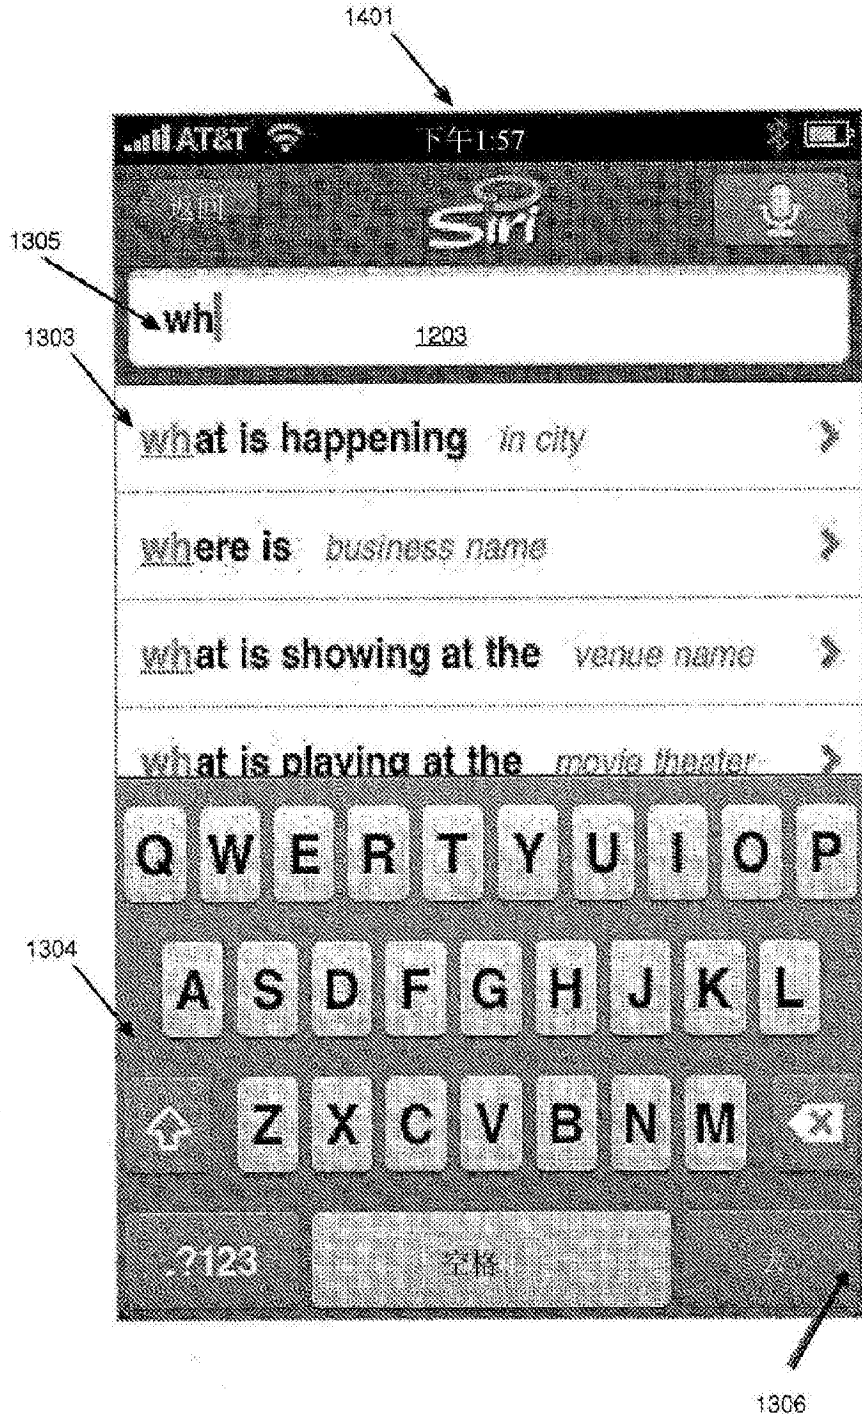 1401
AT&T 下午1:57
返回 Siri
1305
wh
1203
1303
what is happening in city
where is business name
what is showing at the venue name
what is playing at the movie theater
Q W E R T Y U I O P
1304
A S D F G H J K L
Z X C V B N M
.?123 空格
1306